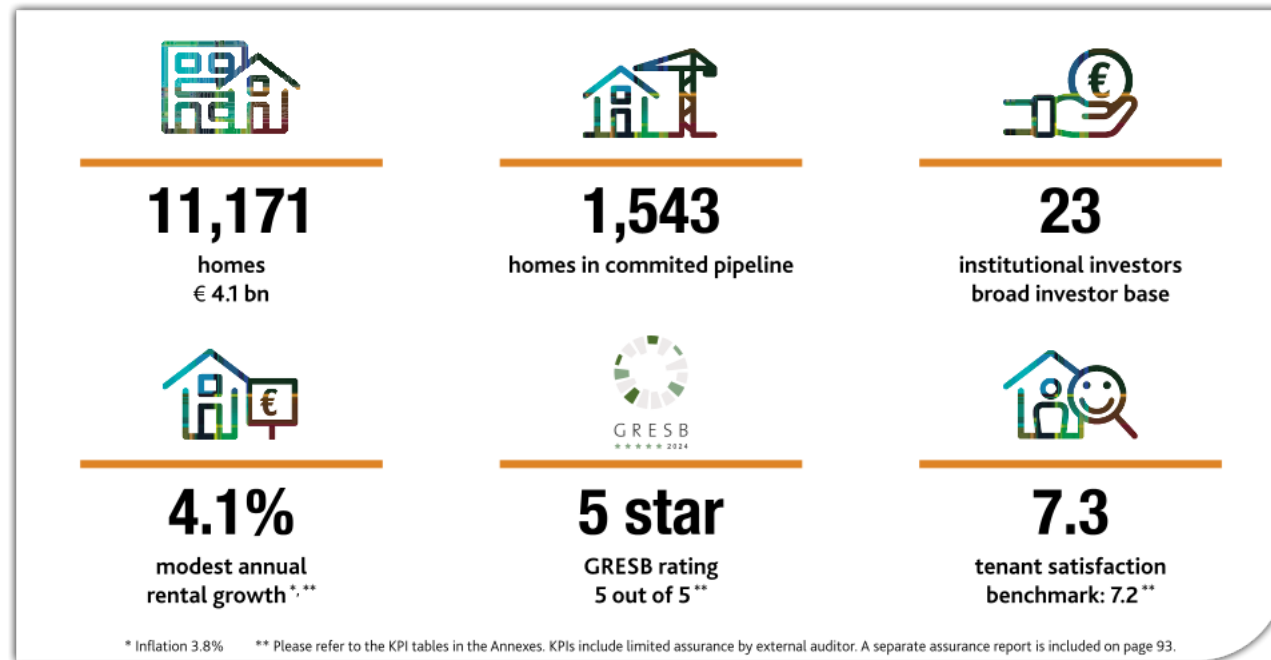 €
11,171
homes
€ 4.1 bn
1,543
homes in commited pipeline
23
institutional investors
broad investor base
€
GRESB
★★★★★ 2024
4.1%
modest annual
rental growth *, **
5 star
GRESB rating
5 out of 5 **
7.3
tenant satisfaction
benchmark: 7.2 **
* Inflation 3.8% ** Please refer to the KPI tables in the Annexes. KPIs include limited assurance by external auditor. A separate assurance report is included on page 93.